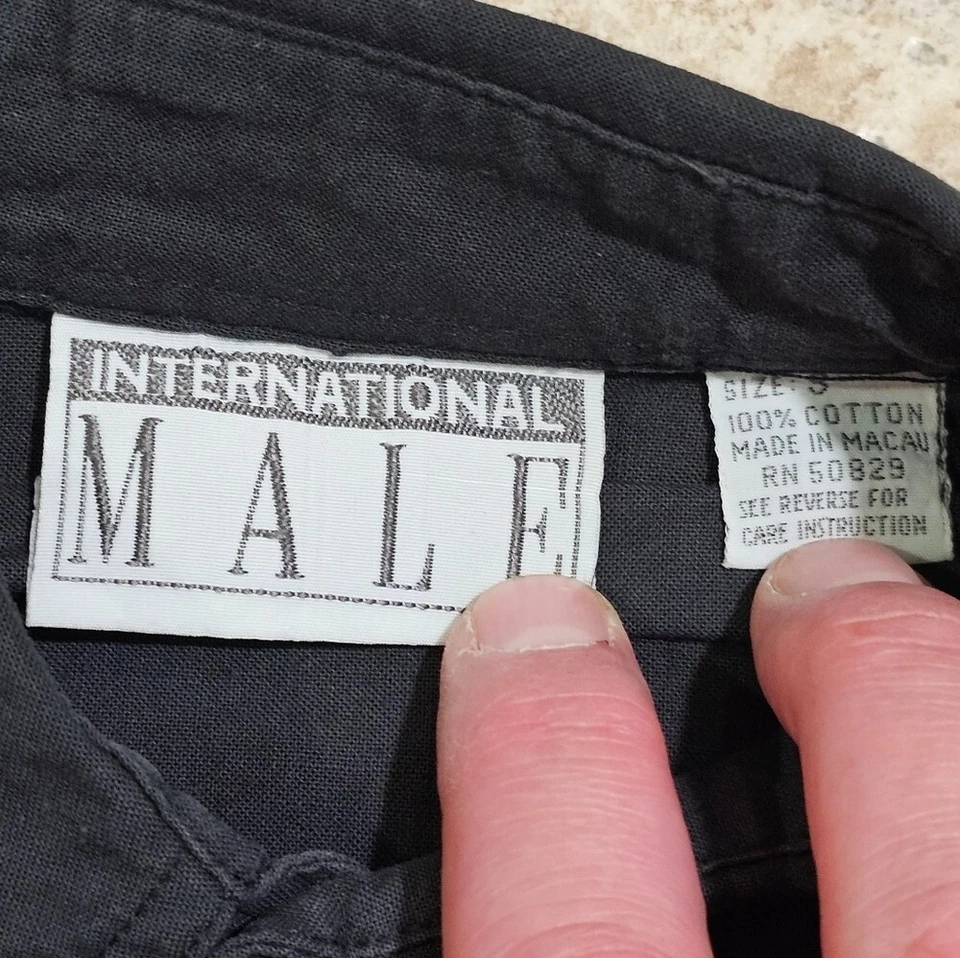 INTERNATIONAL
MALE
SIZE: S
100% COTTON
MADE IN MACAU
RN 50829
SEE REVERSE FOR
CARE INSTRUCTION